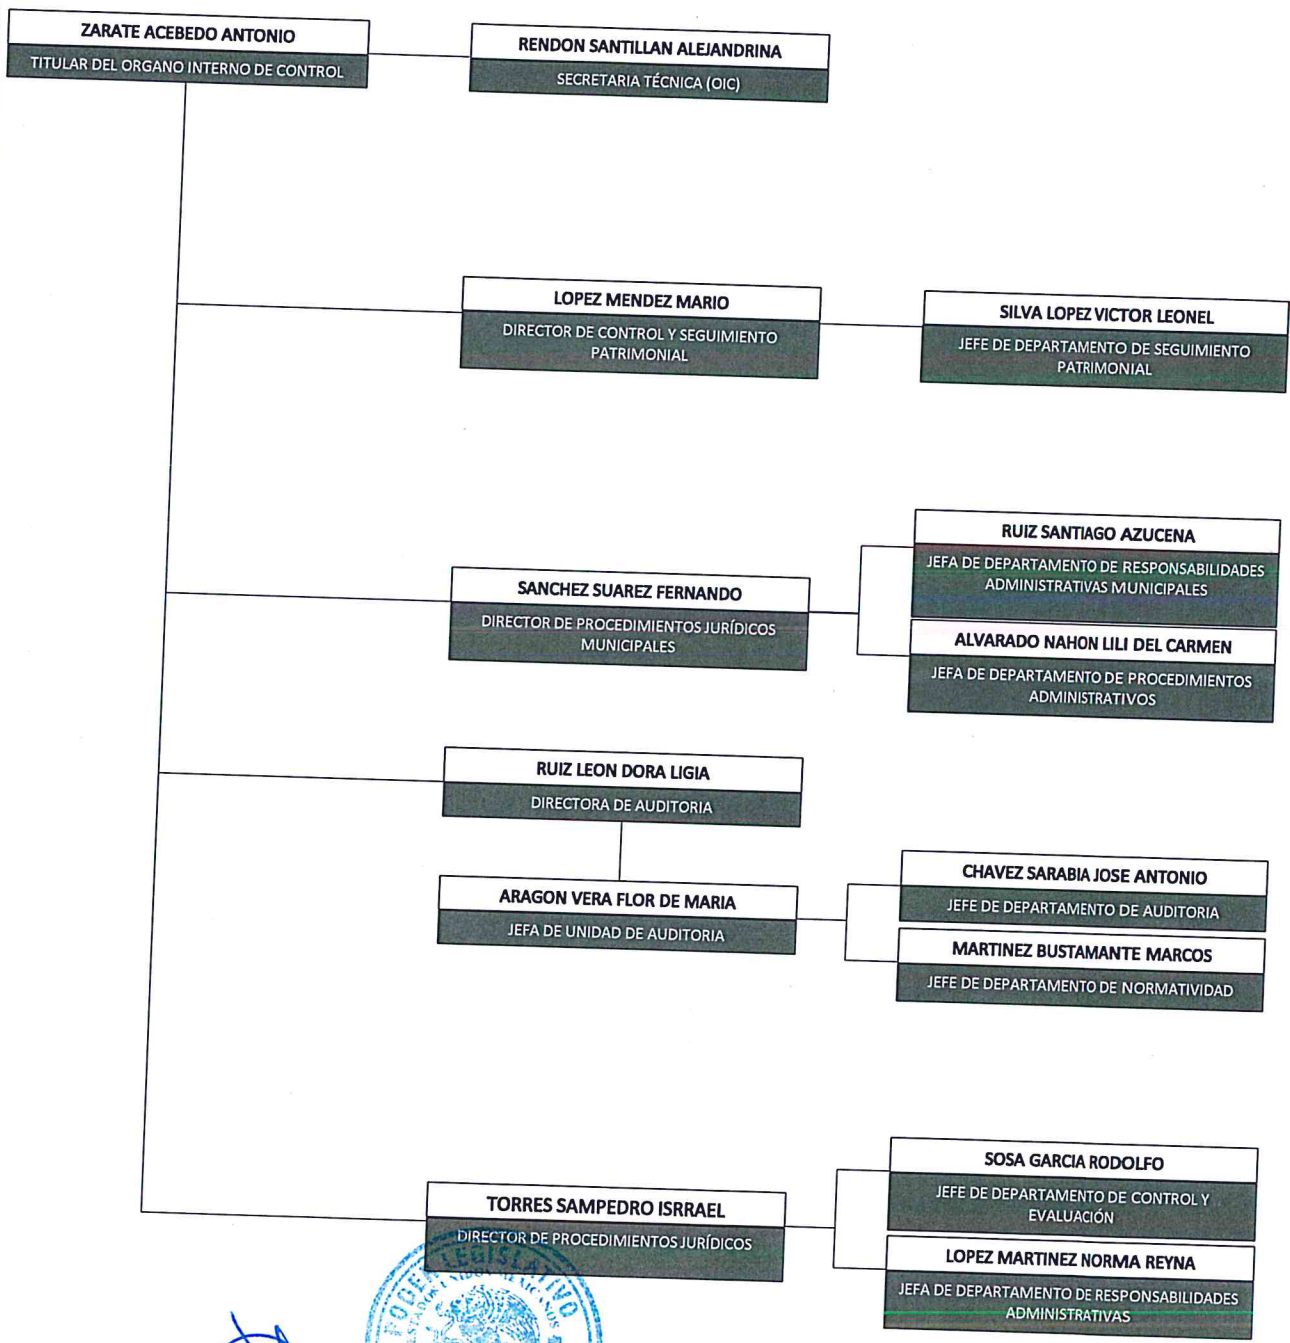 ZARATE ACEBEDO ANTONIO
TITULAR DEL ORGANO INTERNO DE CONTROL
RENDON SANTILLAN ALEJANDRINA
SECRETARIA TÉCNICA (OIC)
LOPEZ MENDEZ MARIO
DIRECTOR DE CONTROL Y SEGUIMIENTO
PATRIMONIAL
SILVA LOPEZ VICTOR LEONEL
JEFE DE DEPARTAMENTO DE SEGUIMIENTO
PATRIMONIAL
SANCHEZ SUAREZ FERNANDO
DIRECTOR DE PROCEDIMIENTOS JURÍDICOS
MUNICIPALES
RUIZ SANTIAGO AZUCENA
JEFA DE DEPARTAMENTO DE RESPONSABILIDADES
ADMINISTRATIVAS MUNICIPALES
ALVARADO NAHON LILI DEL CARMEN
JEFA DE DEPARTAMENTO DE PROCEDIMIENTOS
ADMINISTRATIVOS
RUIZ LEON DORA LIGIA
DIRECTORA DE AUDITORIA
ARAGON VERA FLOR DE MARIA
JEFA DE UNIDAD DE AUDITORIA
CHAVEZ SARABIA JOSE ANTONIO
JEFE DE DEPARTAMENTO DE AUDITORIA
MARTINEZ BUSTAMANTE MARCOS
JEFE DE DEPARTAMENTO DE NORMATIVIDAD
TORRES SAMPEDRO ISRRAEL
DIRECTOR DE PROCEDIMIENTOS JURÍDICOS
SOSA GARCIA RODOLFO
JEFE DE DEPARTAMENTO DE CONTROL Y
EVALUACIÓN
LOPEZ MARTINEZ NORMA REYNA
JEFA DE DEPARTAMENTO DE RESPONSABILIDADES
ADMINISTRATIVAS
PODER LEGISLATIVO
ESTADOS UNIDOS MEXICANOS